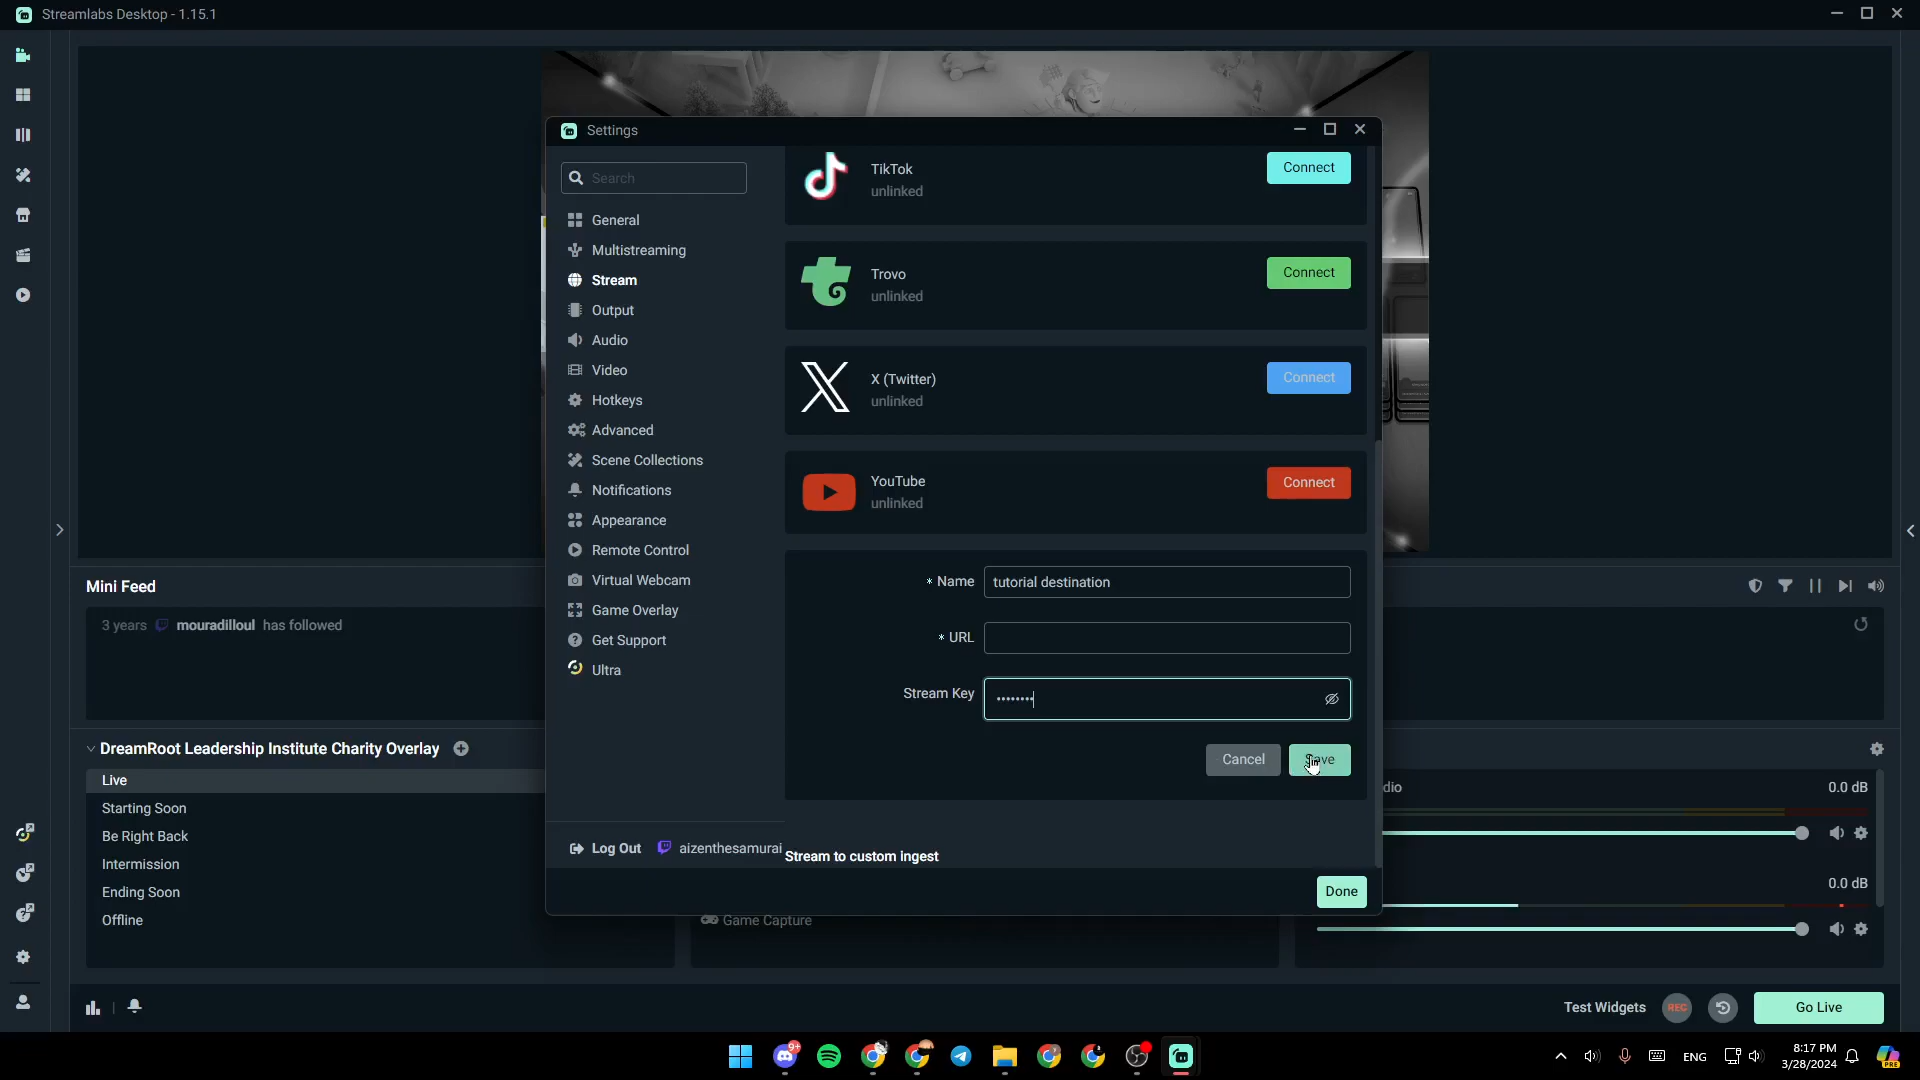 Streamlabs Desktop - 1.15.1
Settings
Search
General
Multistreaming
Stream
Output
Audio
Video
Hotkeys
Advanced
Scene Collections
Notifications
Appearance
Remote Control
Virtual Webcam
Game Overlay
Get Support
Ultra
Log Out
aizenthesamurai
TikTok
unlinked
Connect
Trovo
unlinked
Connect
X (Twitter)
unlinked
Connect
YouTube
unlinked
Connect
* Name
tutorial destination
* URL
Stream Key
••••••••
Cancel
Save
Stream to custom ingest
Done
Mini Feed
3 years mouradilloul has followed
DreamRoot Leadership Institute Charity Overlay
Live
Starting Soon
Be Right Back
Intermission
Ending Soon
Offline
Game Capture
dio
0.0 dB
0.0 dB
Test Widgets
REC
Go Live
9+
ENG
8:17 PM
3/28/2024
PRE